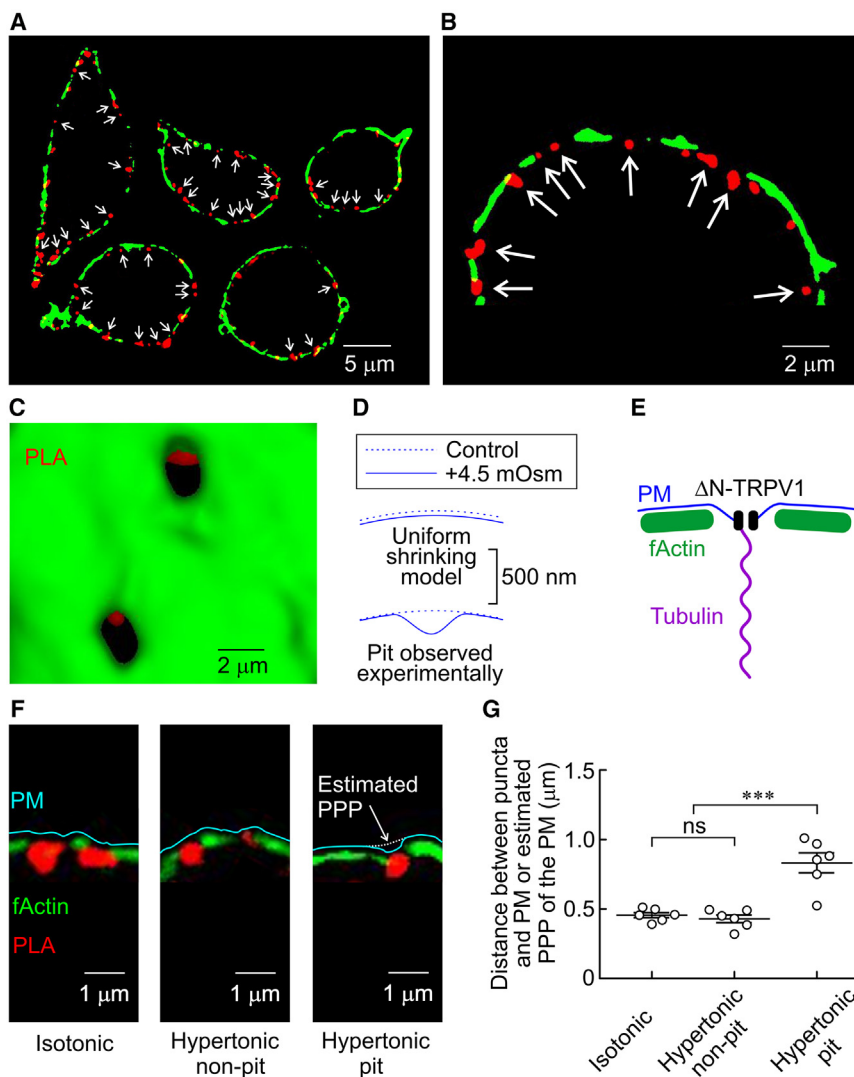 A
5 μm
B
2 μm
C
PLA
2 μm
D
Control
+4.5 mOsm
Uniform
shrinking
model
500 nm
Pit observed
experimentally
E
PM
ΔN-TRPV1
fActin
Tubulin
F
PM
fActin
PLA
1 μm
Isotonic
1 μm
Hypertonic
non-pit
Estimated
PPP
1 μm
Hypertonic
pit
G
Distance between puncta
and PM or estimated
PPP of the PM (μm)
1.5
1.0
0.5
0
ns
***
Isotonic
Hypertonic
non-pit
Hypertonic
pit